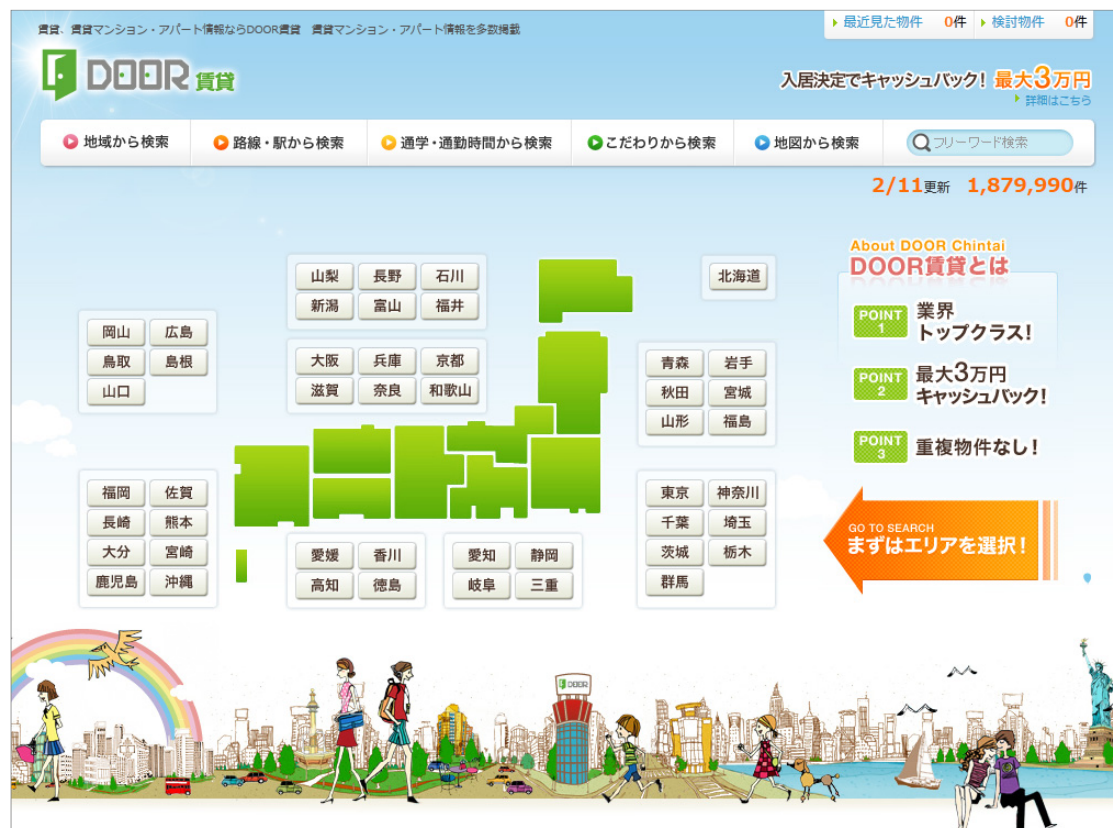 賃貸、賃貸マンション・アパート情報ならDOOR賃貸　賃貸マンション・アパート情報を多数掲載
最近見た物件 0件 検討物件 0件
DOOR 賃貸
入居決定でキャッシュバック! 最大3万円
詳細はこちら
地域から検索 路線・駅から検索 通学・通勤時間から検索 こだわりから検索 地図から検索 フリーワード検索
2/11更新 1,879,990件
山梨 長野 石川
新潟 富山 福井
北海道
岡山 広島
鳥取 島根
山口
大阪 兵庫 京都
滋賀 奈良 和歌山
青森 岩手
秋田 宮城
山形 福島
福岡 佐賀
長崎 熊本
大分 宮崎
鹿児島 沖縄
愛媛 香川
高知 徳島
愛知 静岡
岐阜 三重
東京 神奈川
千葉 埼玉
茨城 栃木
群馬
About DOOR Chintai
DOOR賃貸とは
POINT 1 業界
トップクラス!
POINT 2 最大3万円
キャッシュバック!
POINT 3 重複物件なし!
GO TO SEARCH
まずはエリアを選択!
DOOR